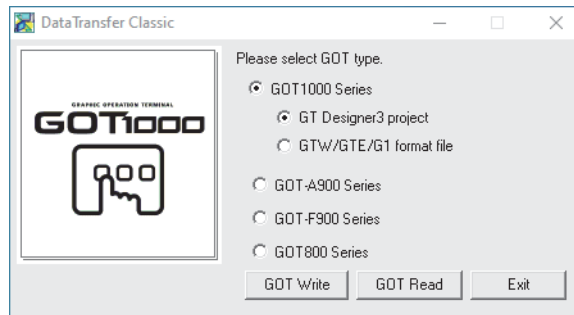 DataTransfer Classic
Please select GOT type.
GOT1000 Series
GT Designer3 project
GTW/GTE/G1 format file
GOT-A900 Series
GOT-F900 Series
GOT800 Series
GRAPHIC OPERATION TERMINAL
GOT1000
GOT Write GOT Read Exit